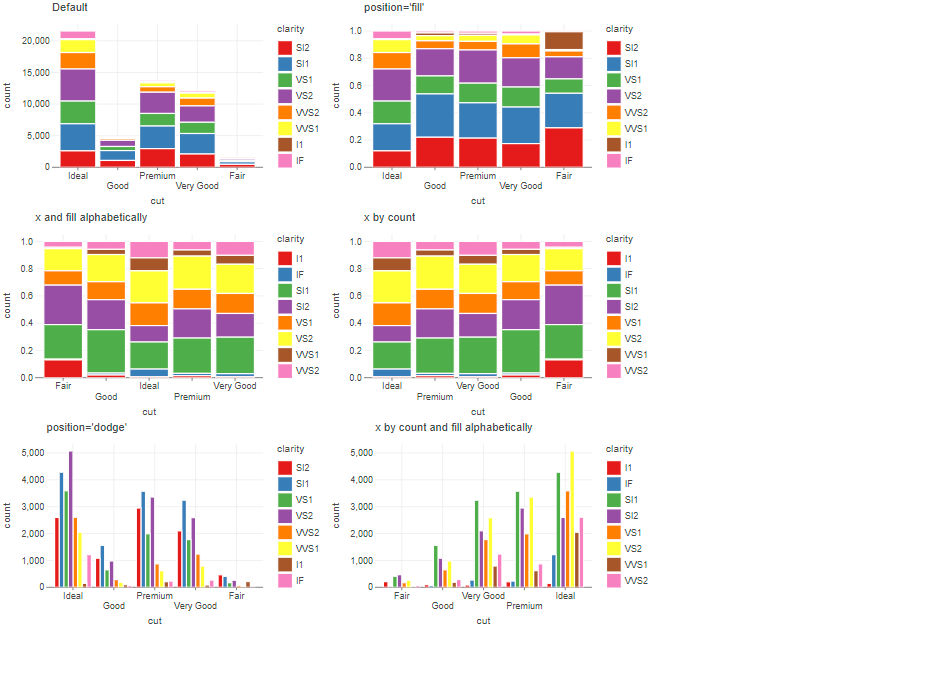 Default
clarity
SI2
SI1
VS1
VS2
VVS2
VVS1
I1
IF
20,000
15,000
10,000
5,000
0
count
Ideal
Good
Premium
Very Good
Fair
cut
position='fill'
clarity
SI2
SI1
VS1
VS2
VVS2
VVS1
I1
IF
1.0
0.8
0.6
0.4
0.2
0.0
count
Ideal
Good
Premium
Very Good
Fair
cut
x and fill alphabetically
clarity
I1
IF
SI1
SI2
VS1
VS2
VVS1
VVS2
1.0
0.8
0.6
0.4
0.2
0.0
count
Fair
Good
Ideal
Premium
Very Good
cut
x by count
clarity
I1
IF
SI1
SI2
VS1
VS2
VVS1
VVS2
1.0
0.8
0.6
0.4
0.2
0.0
count
Ideal
Premium
Very Good
Good
Fair
cut
position='dodge'
clarity
SI2
SI1
VS1
VS2
VVS2
VVS1
I1
IF
5,000
4,000
3,000
2,000
1,000
0
count
Ideal
Good
Premium
Very Good
Fair
cut
x by count and fill alphabetically
clarity
I1
IF
SI1
SI2
VS1
VS2
VVS1
VVS2
5,000
4,000
3,000
2,000
1,000
0
count
Fair
Good
Very Good
Premium
Ideal
cut